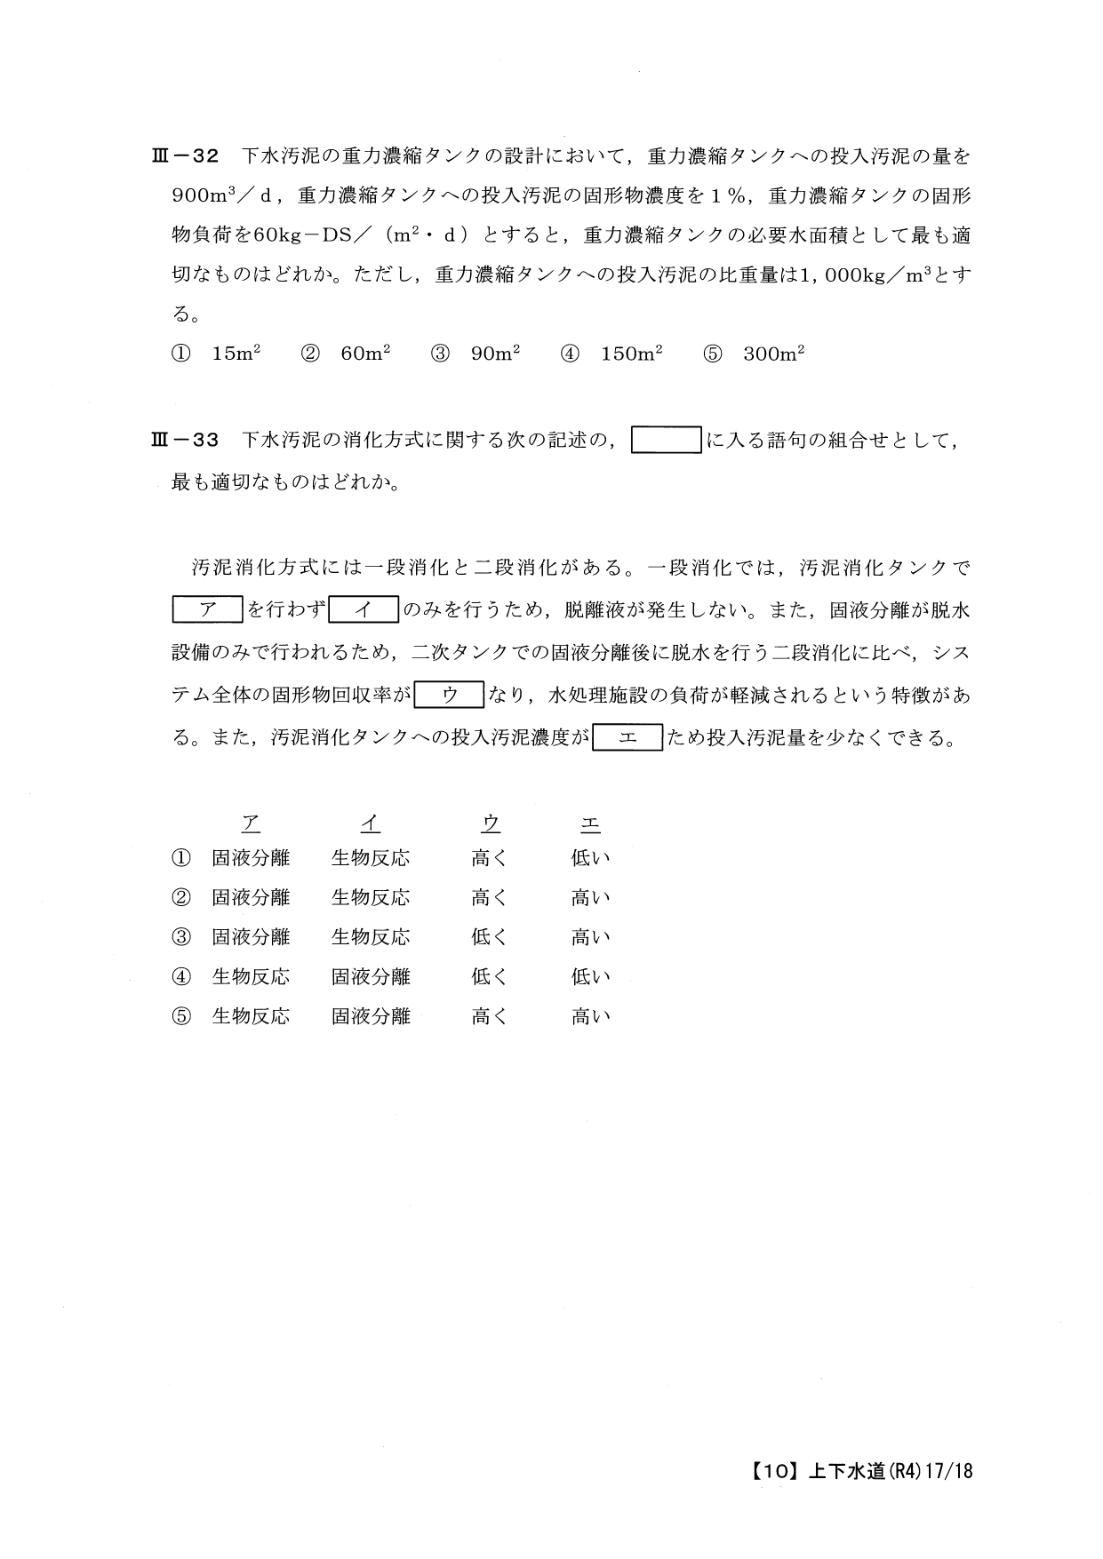 Ⅲ－32　下水汚泥の重力濃縮タンクの設計において，重力濃縮タンクへの投入汚泥の量を
900m³／ｄ，重力濃縮タンクへの投入汚泥の固形物濃度を１％，重力濃縮タンクの固形
物負荷を60kg－DS／（m²・ｄ）とすると，重力濃縮タンクの必要水面積として最も適
切なものはどれか。ただし，重力濃縮タンクへの投入汚泥の比重量は1，000kg／m³とす
る。
①　15m²　　②　60m²　　③　90m²　　④　150m²　　⑤　300m²
Ⅲ－33　下水汚泥の消化方式に関する次の記述の，　　　に入る語句の組合せとして，
最も適切なものはどれか。
汚泥消化方式には一段消化と二段消化がある。一段消化では，汚泥消化タンクで
ア を行わず イ のみを行うため，脱離液が発生しない。また，固液分離が脱水
設備のみで行われるため，二次タンクでの固液分離後に脱水を行う二段消化に比べ，シス
テム全体の固形物回収率が ウ なり，水処理施設の負荷が軽減されるという特徴があ
る。また，汚泥消化タンクへの投入汚泥濃度が エ ため投入汚泥量を少なくできる。
ア　イ　ウ　エ
①　固液分離　生物反応　高く　低い
②　固液分離　生物反応　高く　高い
③　固液分離　生物反応　低く　高い
④　生物反応　固液分離　低く　低い
⑤　生物反応　固液分離　高く　高い
【10】上下水道(R4)17/18